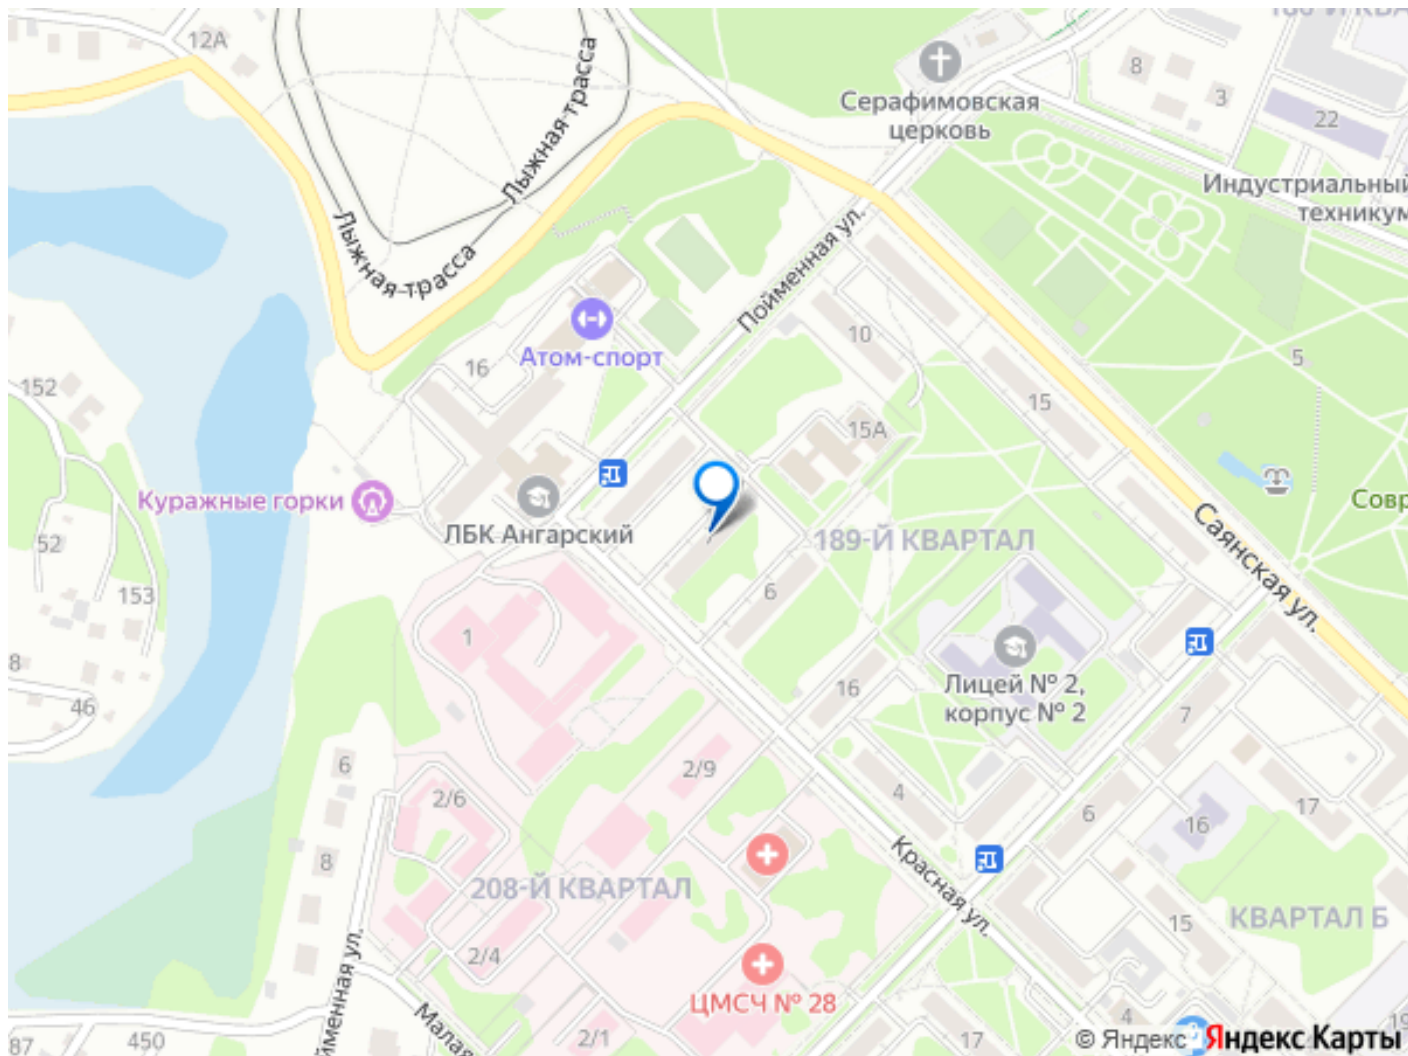 12А
Лыжная трасса
Лыжная трасса
Серафимовская
церковь
8
3
22
Индустриальный
техникум
Пойменная ул.
10
5
Атом-спорт
16
152
15
15А
Куражные горки
ЛБК Ангарский
189-Й КВАРТАЛ
Саянская ул.
52
153
6
1
Лицей № 2,
корпус № 2
16
46
7
6
2/9
2/6
4
6
17
16
8
208-Й КВАРТАЛ
Красная ул.
КВАРТАЛ Б
15
2/4
ЦМСЧ № 28
Малая
2/1
17
4
450
87
© Яндекс
Яндекс Карты